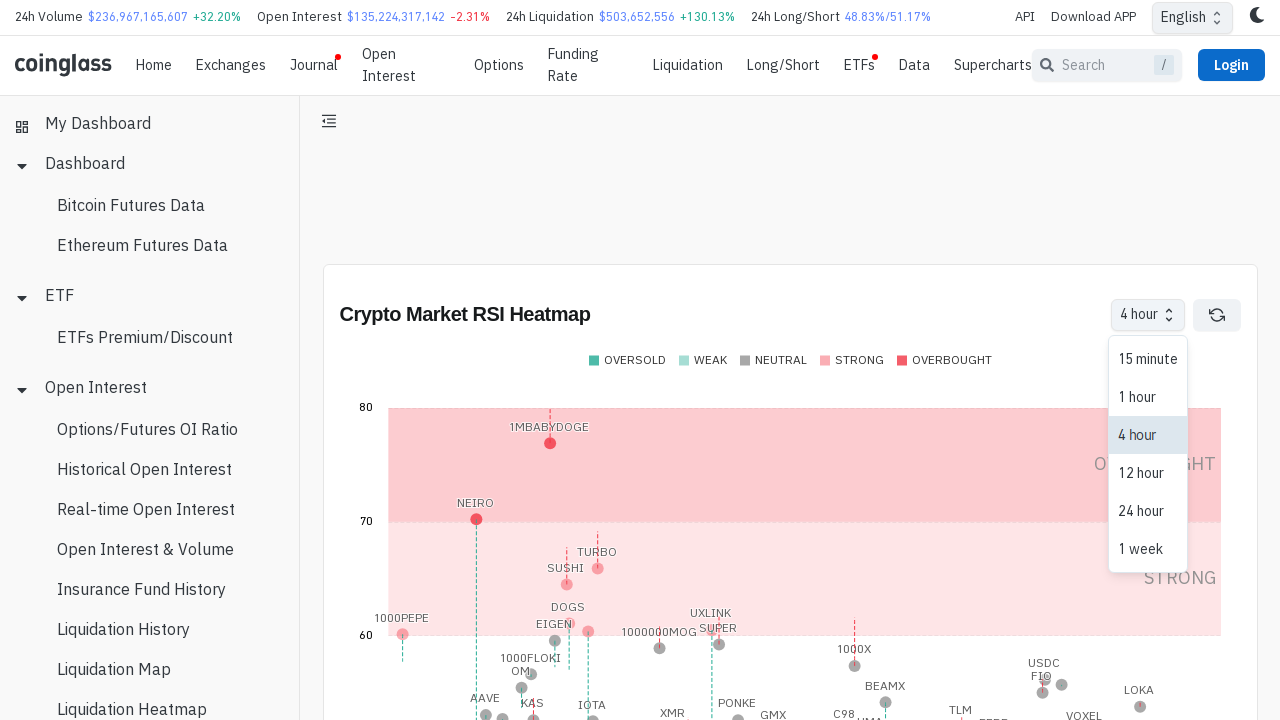 24h Volume $236,967,165,607 +32.20% Open Interest $135,224,317,142 -2.31% 24h Liquidation $503,652,556 +130.13% 24h Long/Short 48.83%/51.17% API Download APP English
coinglass Home Exchanges Journal Open Interest Options Funding Rate Liquidation Long/Short ETFs Data Supercharts Search / Login
My Dashboard
Dashboard
Bitcoin Futures Data
Ethereum Futures Data
ETF
ETFs Premium/Discount
Open Interest
Options/Futures OI Ratio
Historical Open Interest
Real-time Open Interest
Open Interest & Volume
Insurance Fund History
Liquidation History
Liquidation Map
Liquidation Heatmap
Crypto Market RSI Heatmap 4 hour
OVERSOLD WEAK NEUTRAL STRONG OVERBOUGHT
15 minute
1 hour
4 hour
12 hour
24 hour
1 week
80
1MBABYDOGE
NEIRO
70
TURBO
SUSHI
STRONG
DOGS
1000PEPE
EIGEN
UXLINK
1000000MOG SUPER
60
1000X
1000FLOKI
OM
USDC
FIO
BEAMX
LOKA
AAVE
KAS
IOTA
XMR
PONKE
GMX
C98
TLM
VOXEL